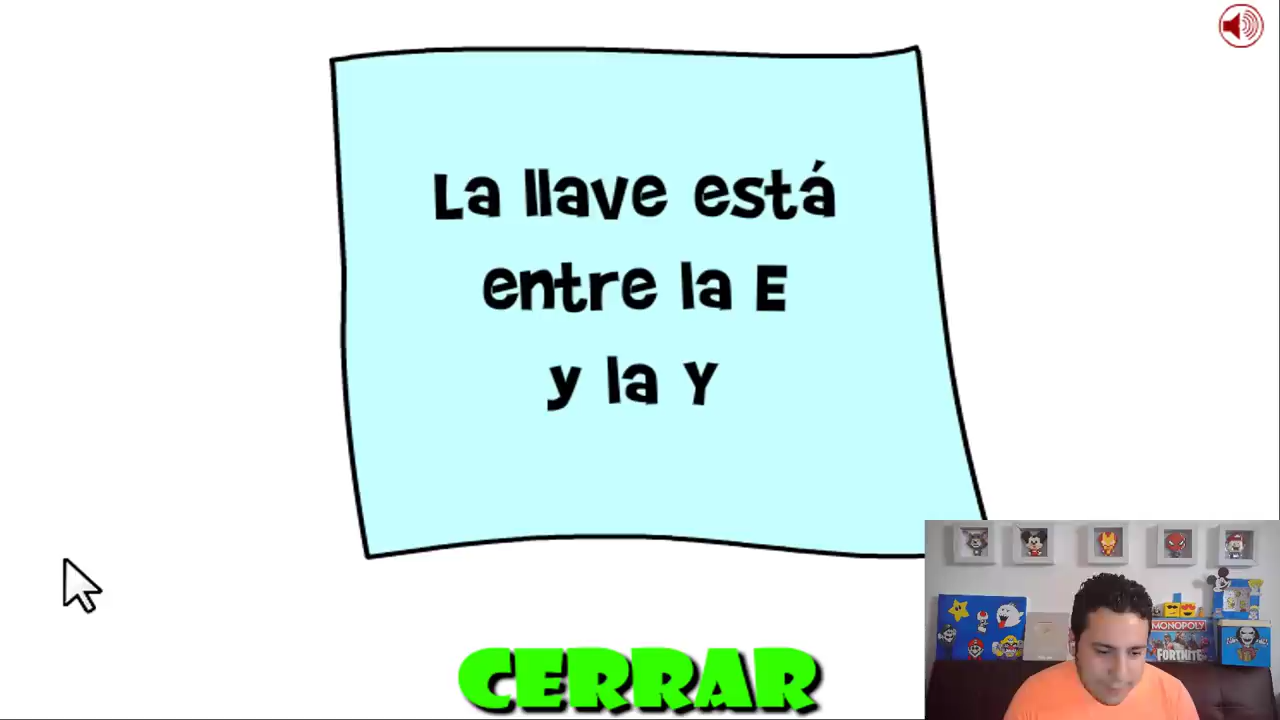 La llave está
entre la E
y la Y
CERRAR
MONOPOLY
FORTNITE